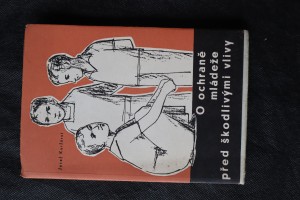 O ochraně
mládeže
před škodlivými vlivy